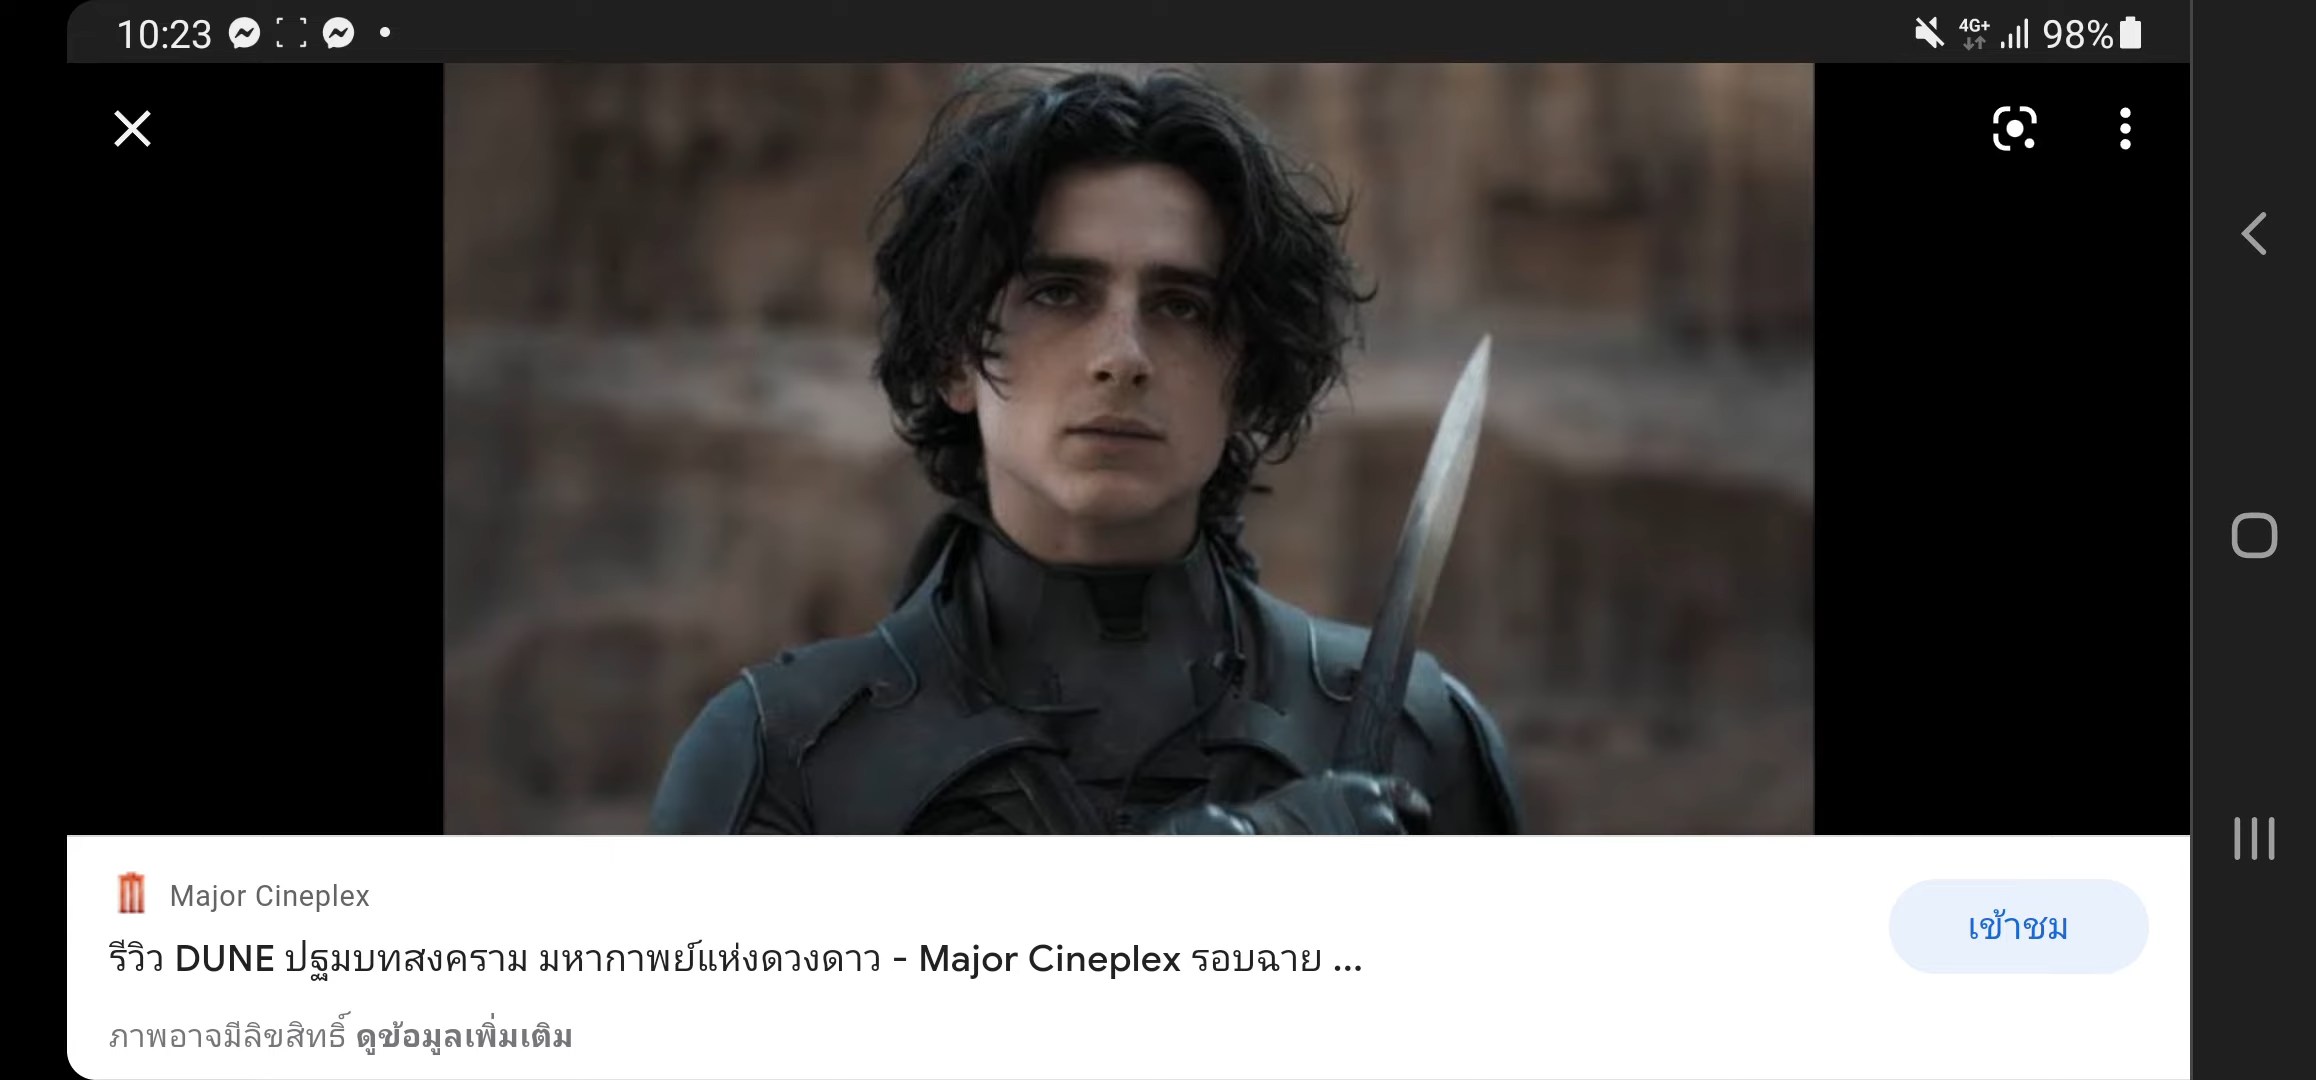 10:23
4G+
98%
Major Cineplex
รีวิว DUNE ปฐมบทสงคราม มหากาพย์แห่งดวงดาว - Major Cineplex รอบฉาย ...
เข้าชม
ภาพอาจมีลิขสิทธิ์ ดูข้อมูลเพิ่มเติม